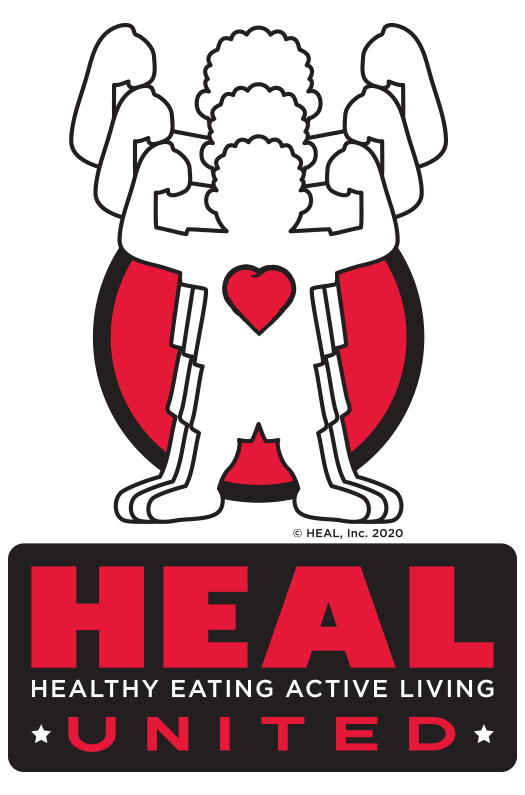 © HEAL, Inc. 2020
HEAL
HEALTHY EATING ACTIVE LIVING
UNITED